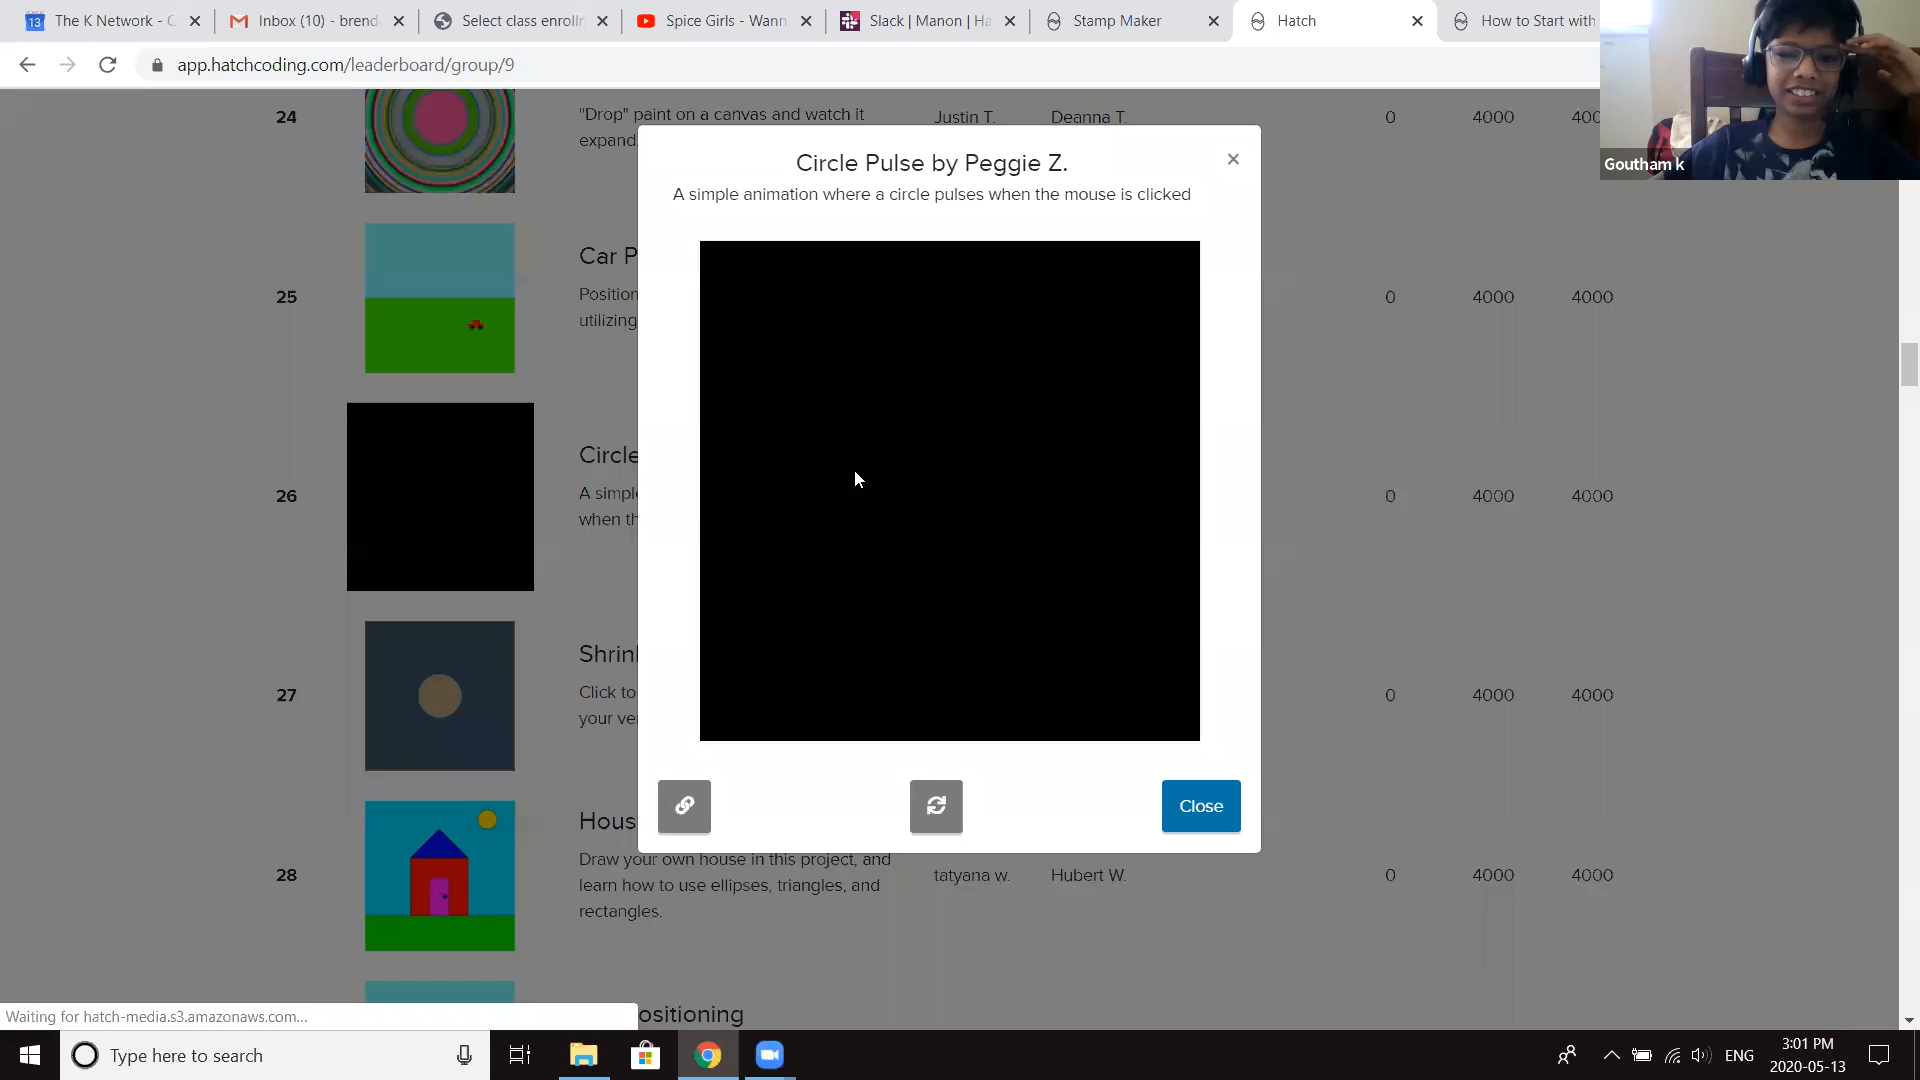 The K Network - C
Inbox (10) - brend
Select class enrollm
Spice Girls - Wann
Slack | Manon | Ha
Stamp Maker
Hatch
How to Start with
app.hatchcoding.com/leaderboard/group/9
Goutham k
24
"Drop" paint on a canvas and watch it
expand.
Justin T.
Deanna T.
0
4000
400
Circle Pulse by Peggie Z.
A simple animation where a circle pulses when the mouse is clicked
25
Car P
Position
utilizing
0
4000
4000
26
Circle
A simple
when th
0
4000
4000
27
Shrin
Click to
your ve
0
4000
4000
Close
28
Hous
Draw your own house in this project, and
learn how to use ellipses, triangles, and
rectangles.
tatyana w.
Hubert W.
0
4000
4000
ositioning
Waiting for hatch-media.s3.amazonaws.com...
Type here to search
ENG
3:01 PM
2020-05-13